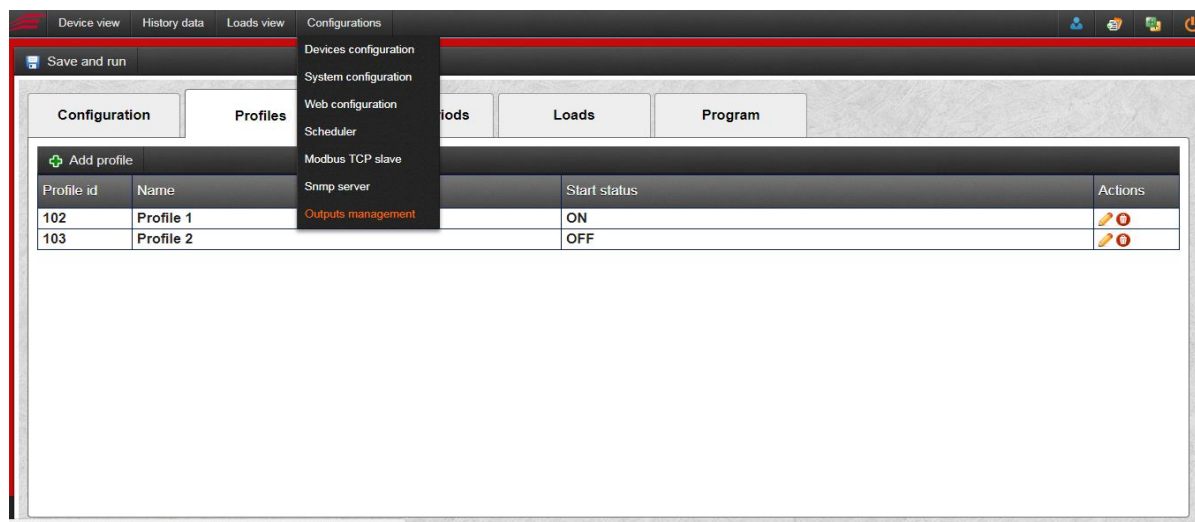 Device view History data Loads view Configurations
Devices configuration
System configuration
Web configuration
Scheduler
Modbus TCP slave
Snmp server
Outputs management
Save and run
Configuration Profiles iods Loads Program
Add profile
Profile id Name Start status Actions
102 Profile 1 ON
103 Profile 2 OFF